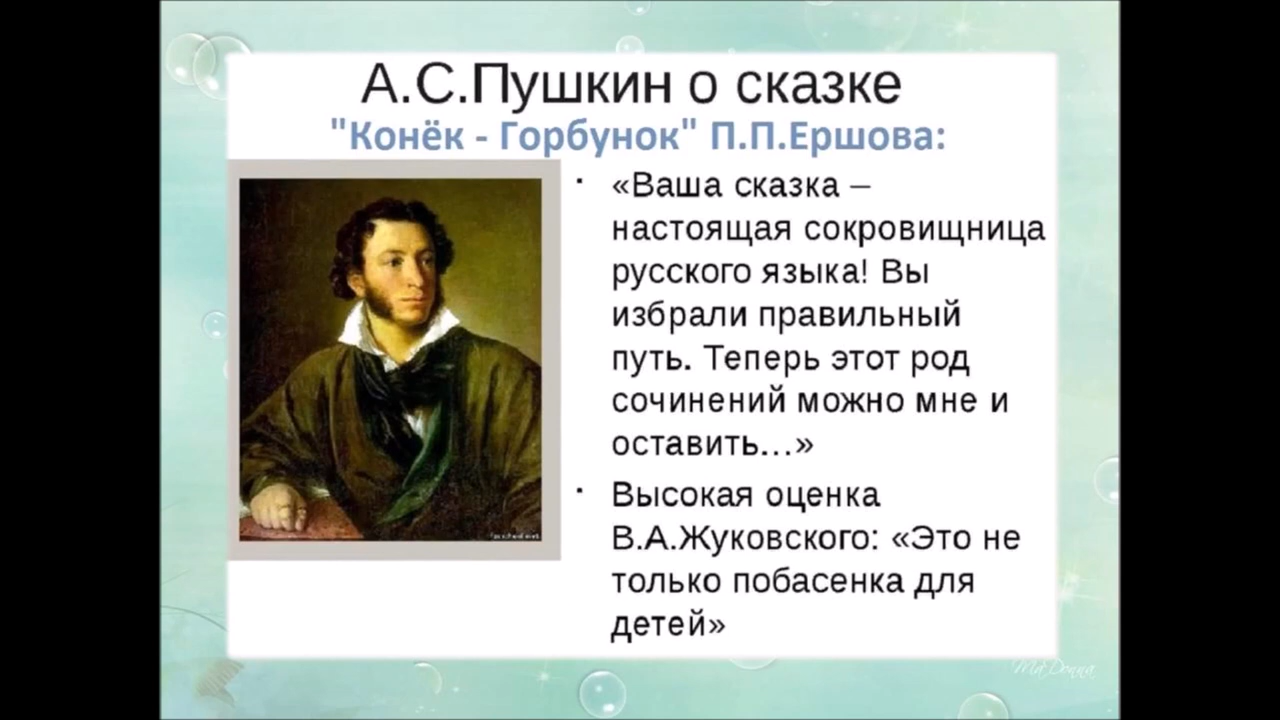 А.С.Пушкин о сказке
"Конёк - Горбунок" П.П.Ершова:
· «Ваша сказка –
настоящая сокровищница
русского языка! Вы
избрали правильный
путь. Теперь этот род
сочинений можно мне и
оставить…»
· Высокая оценка
В.А.Жуковского: «Это не
только побасенка для
детей»
MaDonna